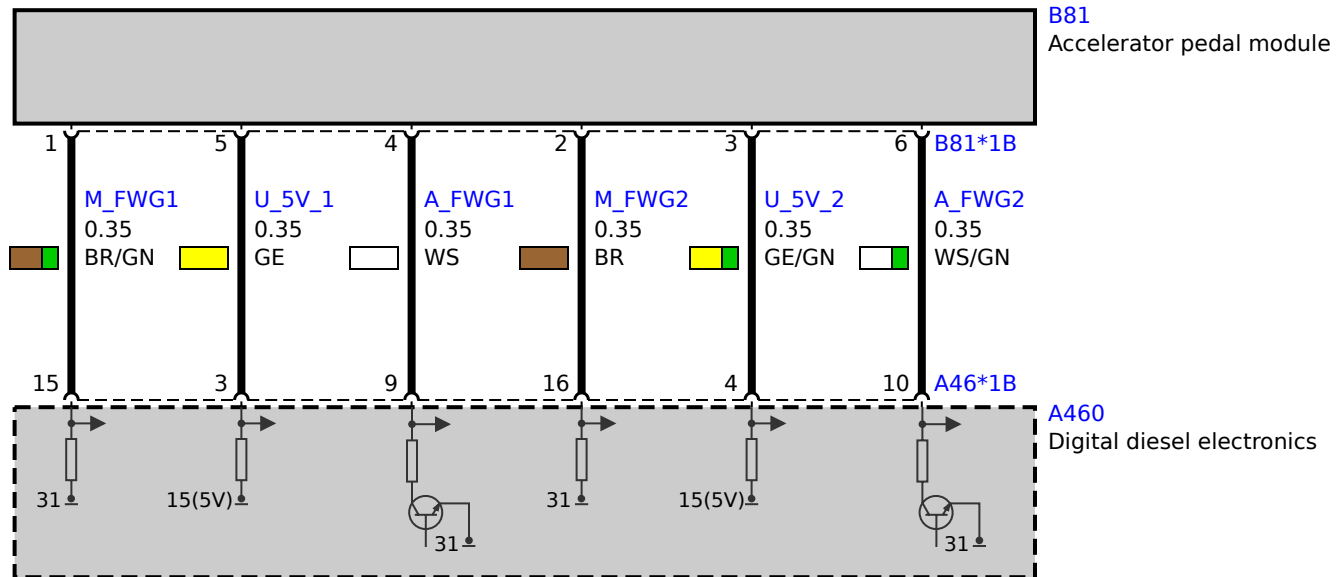 B81
Accelerator pedal module
1 5 4 2 3 6 B81*1B
M_FWG1 U_5V_1 A_FWG1 M_FWG2 U_5V_2 A_FWG2
0.35 0.35 0.35 0.35 0.35 0.35
BR/GN GE WS BR GE/GN WS/GN
15 3 9 16 4 10 A46*1B
A460
Digital diesel electronics
31 15(5V) 31 15(5V)
31 31